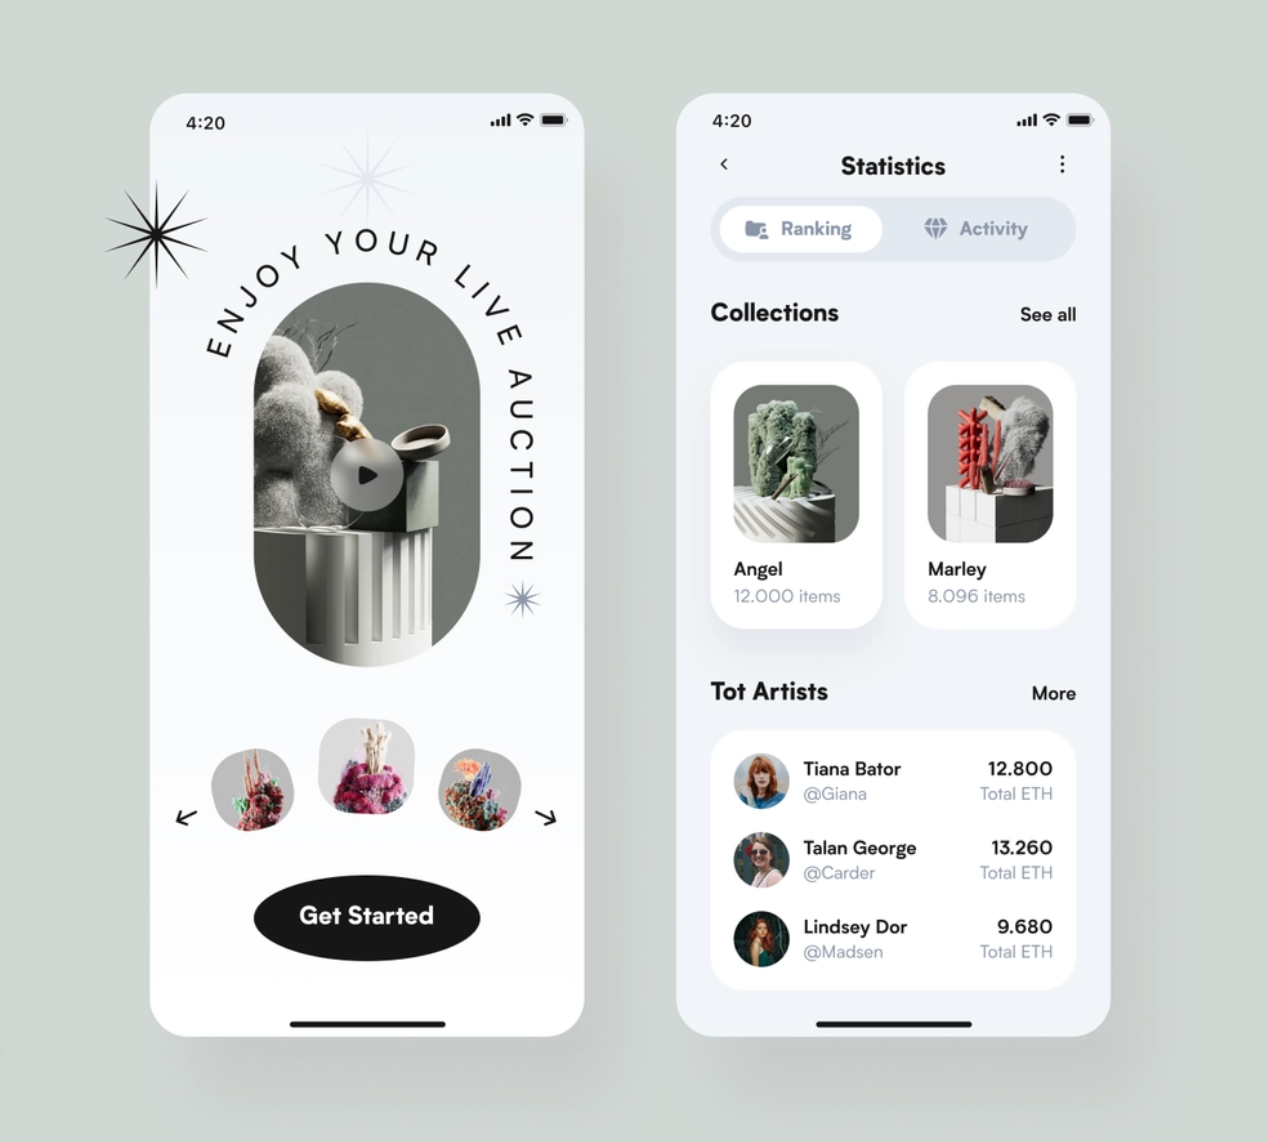 4:20
ENJOY YOUR LIVE AUCTION
Get Started
4:20
Statistics
Ranking
Activity
Collections
See all
Angel
12.000 items
Marley
8.096 items
Tot Artists
More
Tiana Bator
12.800
@Giana
Total ETH
Talan George
13.260
@Carder
Total ETH
Lindsey Dor
9.680
@Madsen
Total ETH